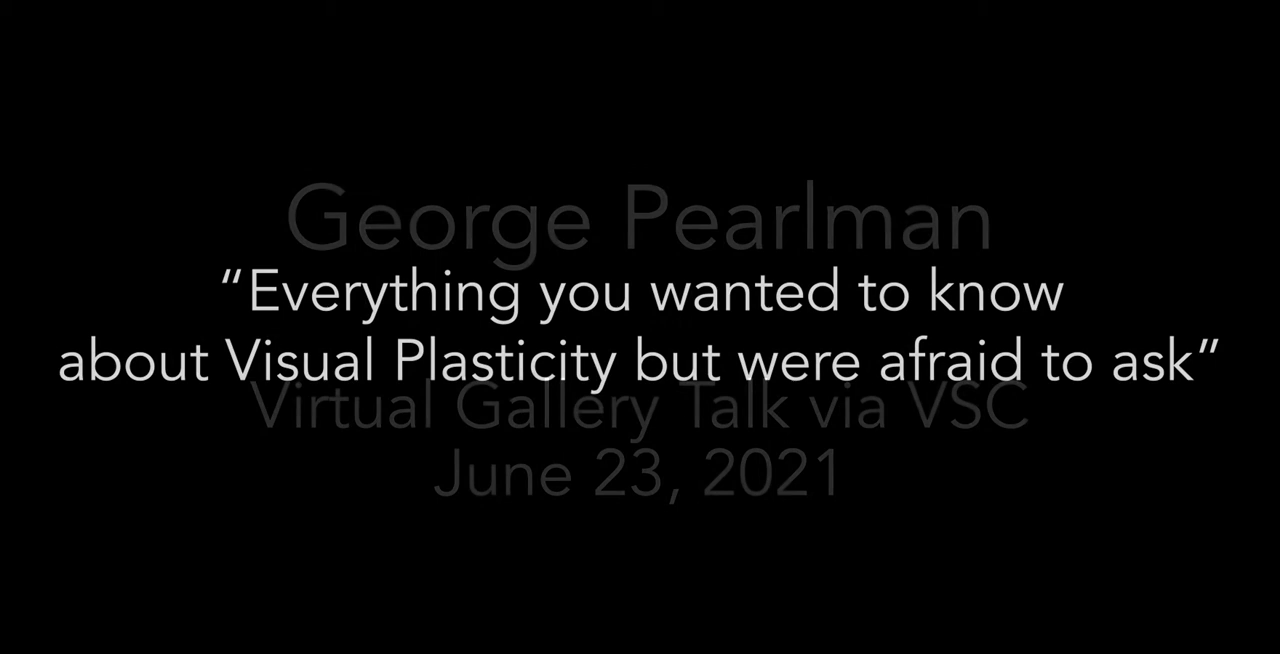 George Pearlman
“Everything you wanted to know
about Visual Plasticity but were afraid to ask”
Virtual Gallery Talk via VSC
June 23, 2021